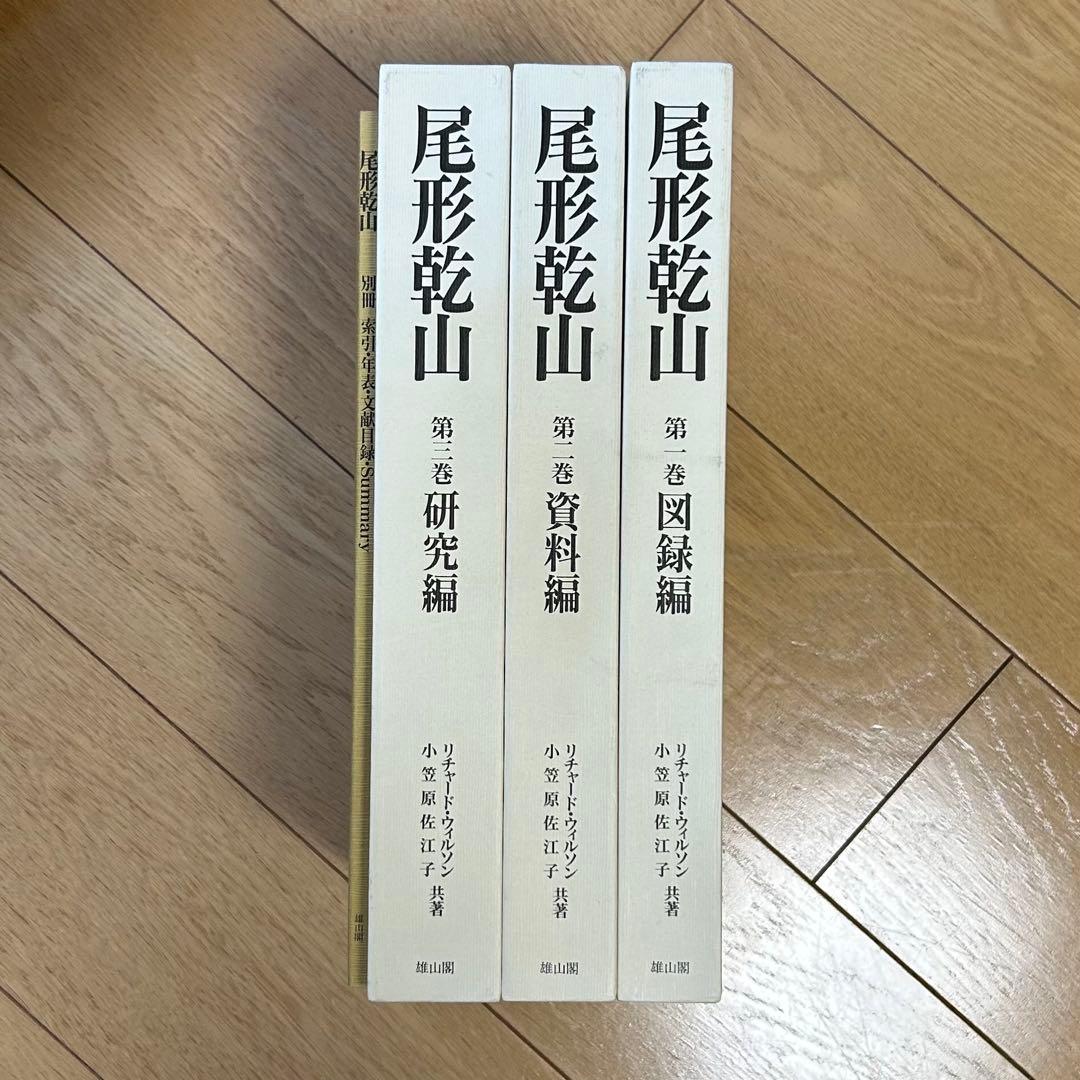 尾形乾山
第一巻 図録編
リチャード・ウィルソン
小笠原佐江子 共著
雄山閣
尾形乾山
第二巻 資料編
リチャード・ウィルソン
小笠原佐江子 共著
雄山閣
尾形乾山
第三巻 研究編
リチャード・ウィルソン
小笠原佐江子 共著
雄山閣
尾形乾山 別冊 索引・年表・文献目録・Summary
雄山閣